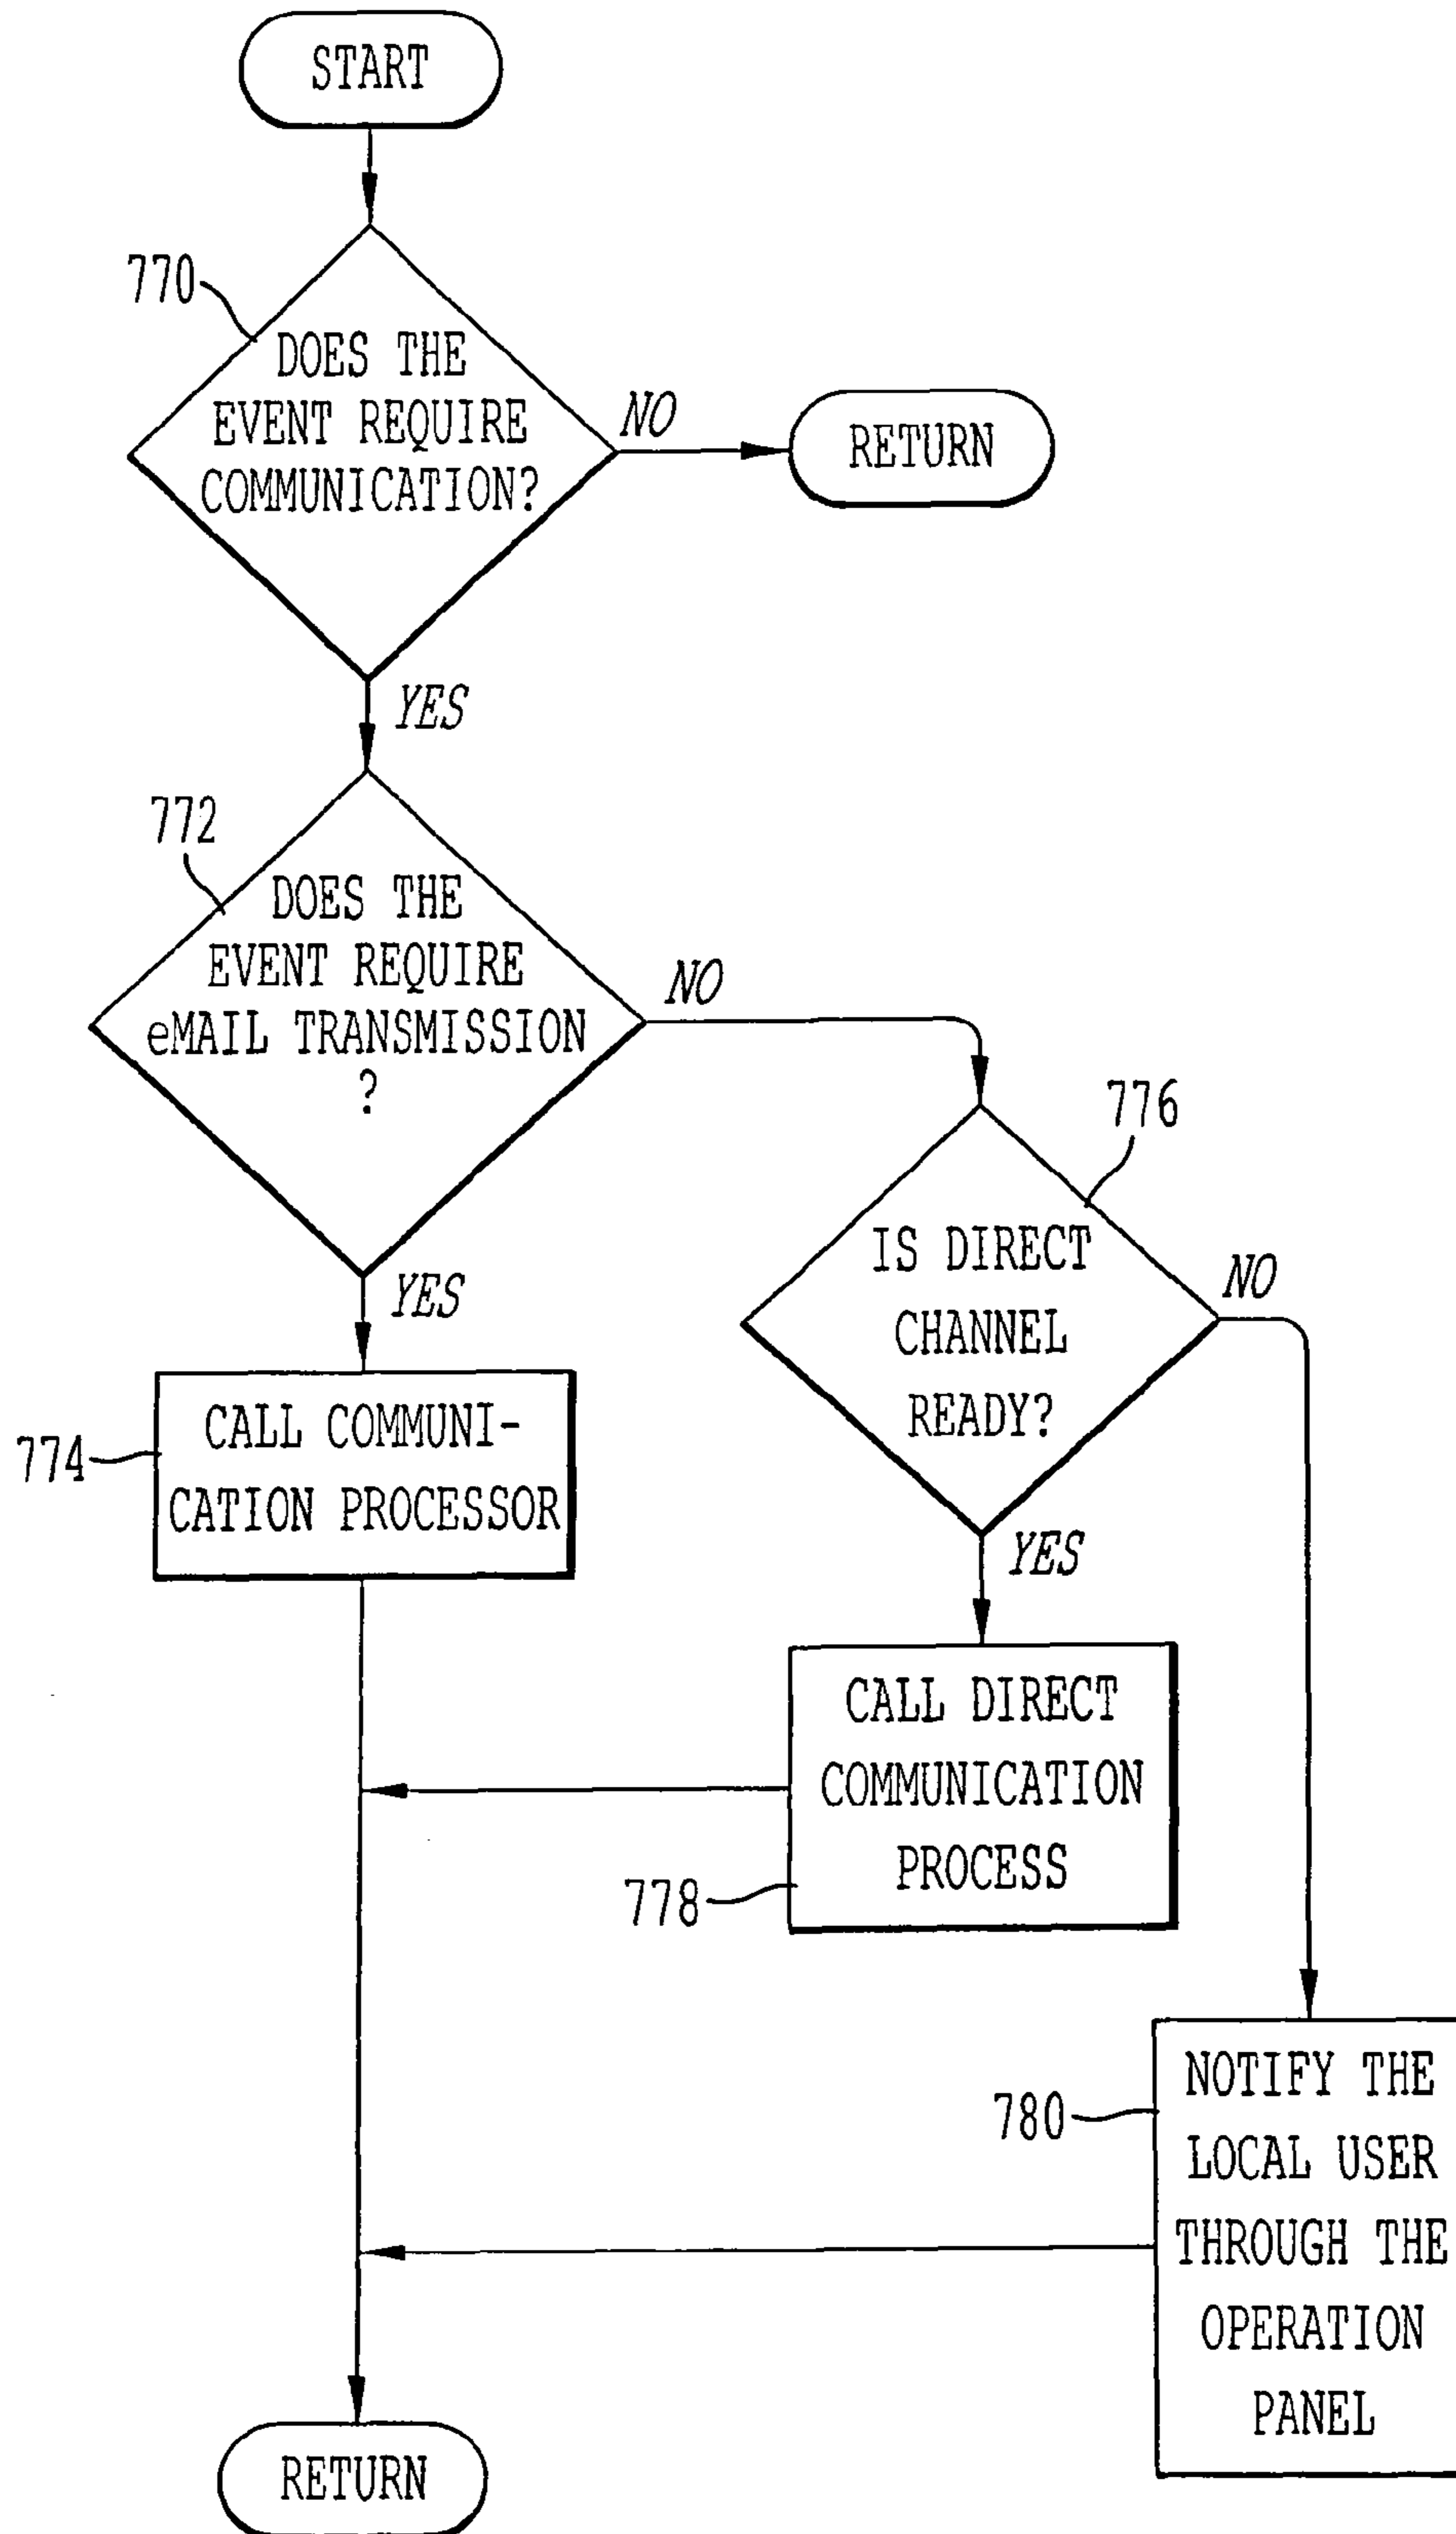 START
770
DOES THE
EVENT REQUIRE
COMMUNICATION?
NO
RETURN
YES
772
DOES THE
EVENT REQUIRE
eMAIL TRANSMISSION
?
NO
YES
776
IS DIRECT
CHANNEL
READY?
NO
YES
774
CALL COMMUNI-
CATION PROCESSOR
CALL DIRECT
COMMUNICATION
PROCESS
778
780
NOTIFY THE
LOCAL USER
THROUGH THE
OPERATION
PANEL
RETURN